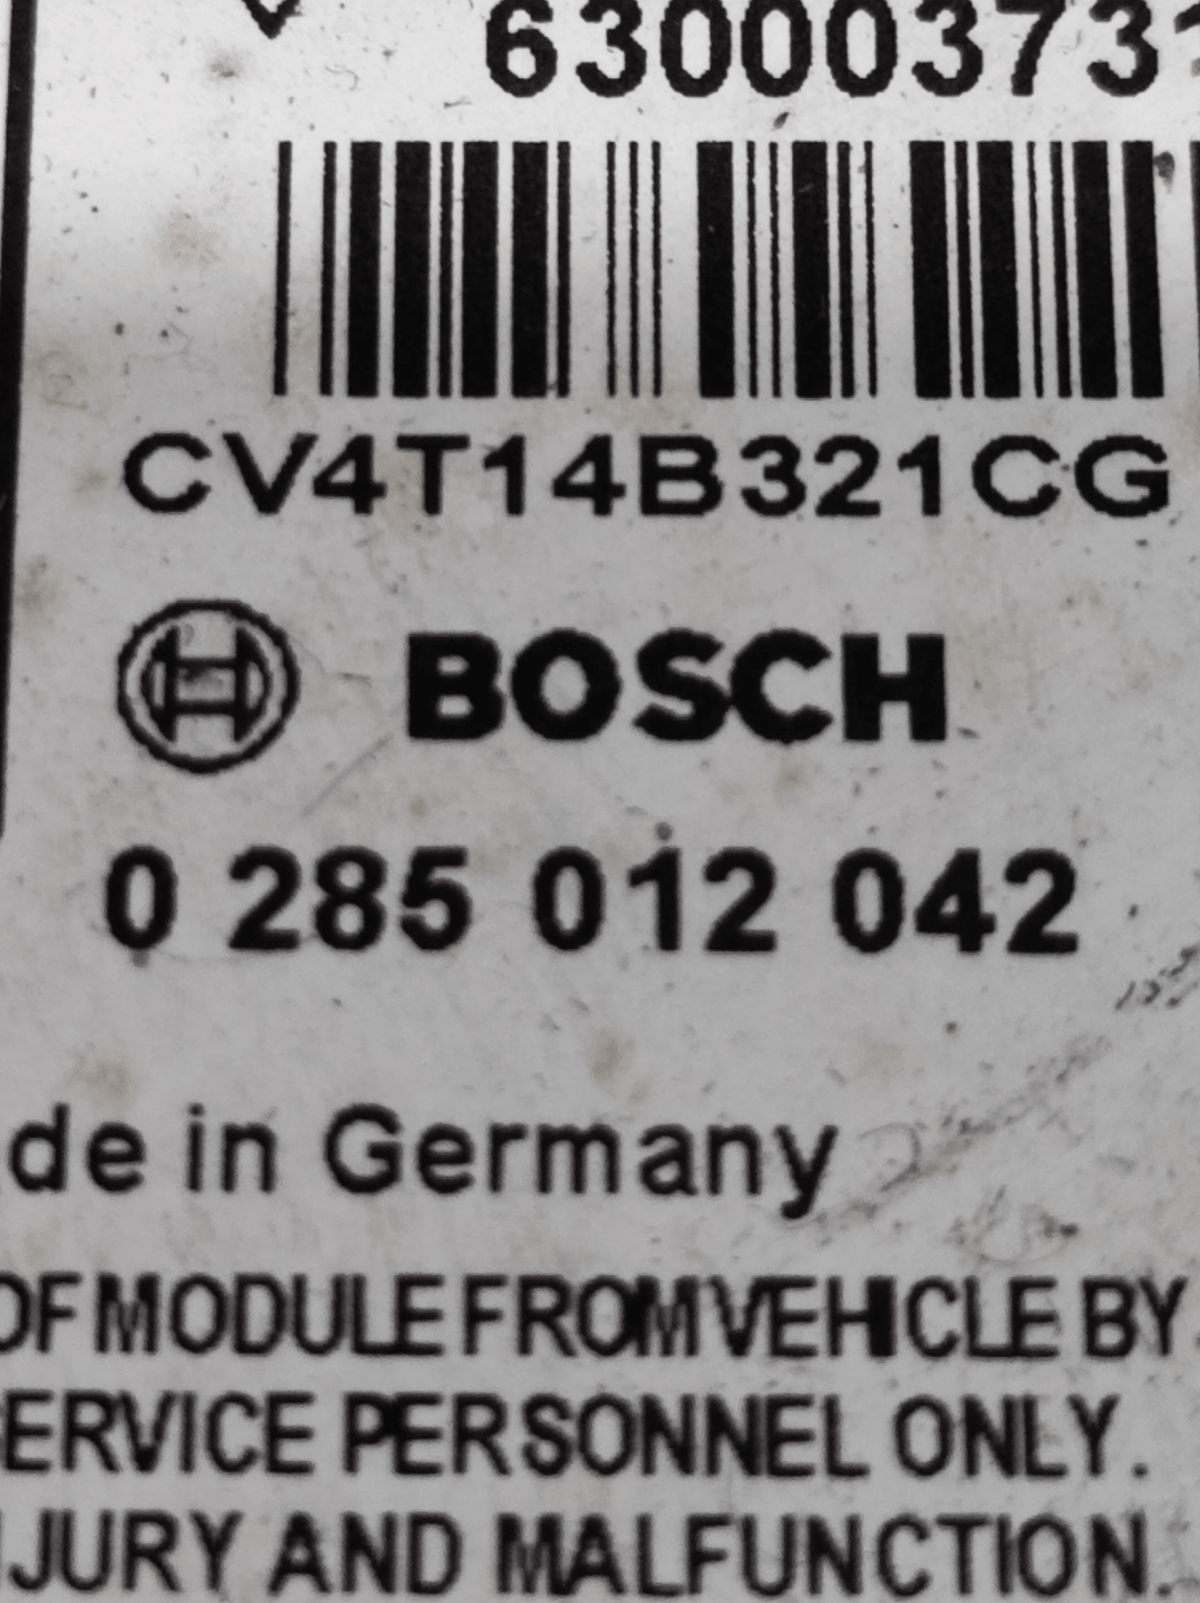 63000373
CV4T14B321CG
BOSCH
0 285 012 042
de in Germany
OF MODULE FROM VEHICLE BY
ERVICE PERSONNEL ONLY.
JURY AND MALFUNCTION.